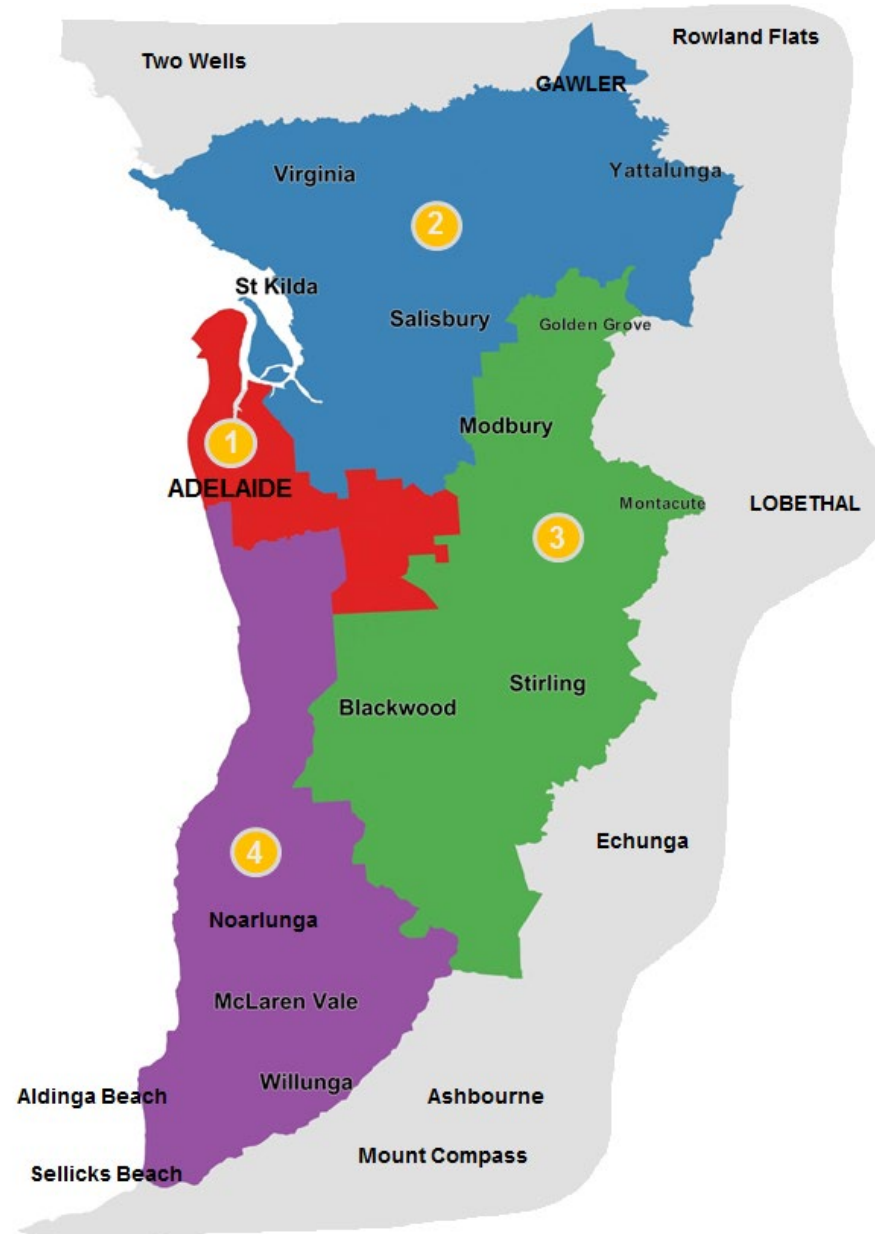 Rowland Flats
Two Wells
GAWLER
Virginia
Yattalunga
2
St Kilda
Salisbury
Golden Grove
Modbury
1
ADELAIDE
Montacute
LOBETHAL
3
Stirling
Blackwood
Echunga
4
Noarlunga
McLaren Vale
Willunga
Aldinga Beach
Ashbourne
Mount Compass
Sellicks Beach